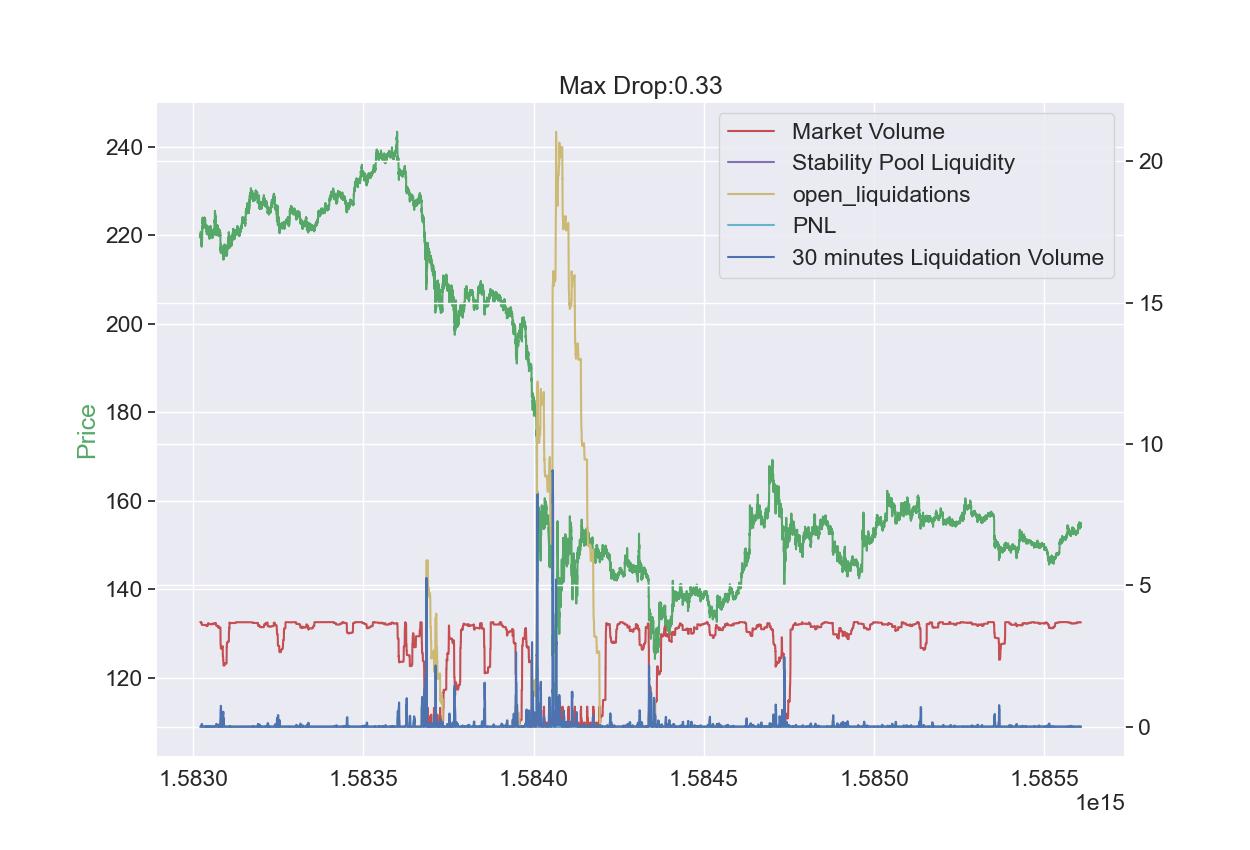 Max Drop:0.33
Market Volume
Stability Pool Liquidity
open_liquidations
PNL
30 minutes Liquidation Volume
Price
240
220
200
180
160
140
120
20
15
10
5
0
1.5830 1.5835 1.5840 1.5845 1.5850 1.5855
1e15